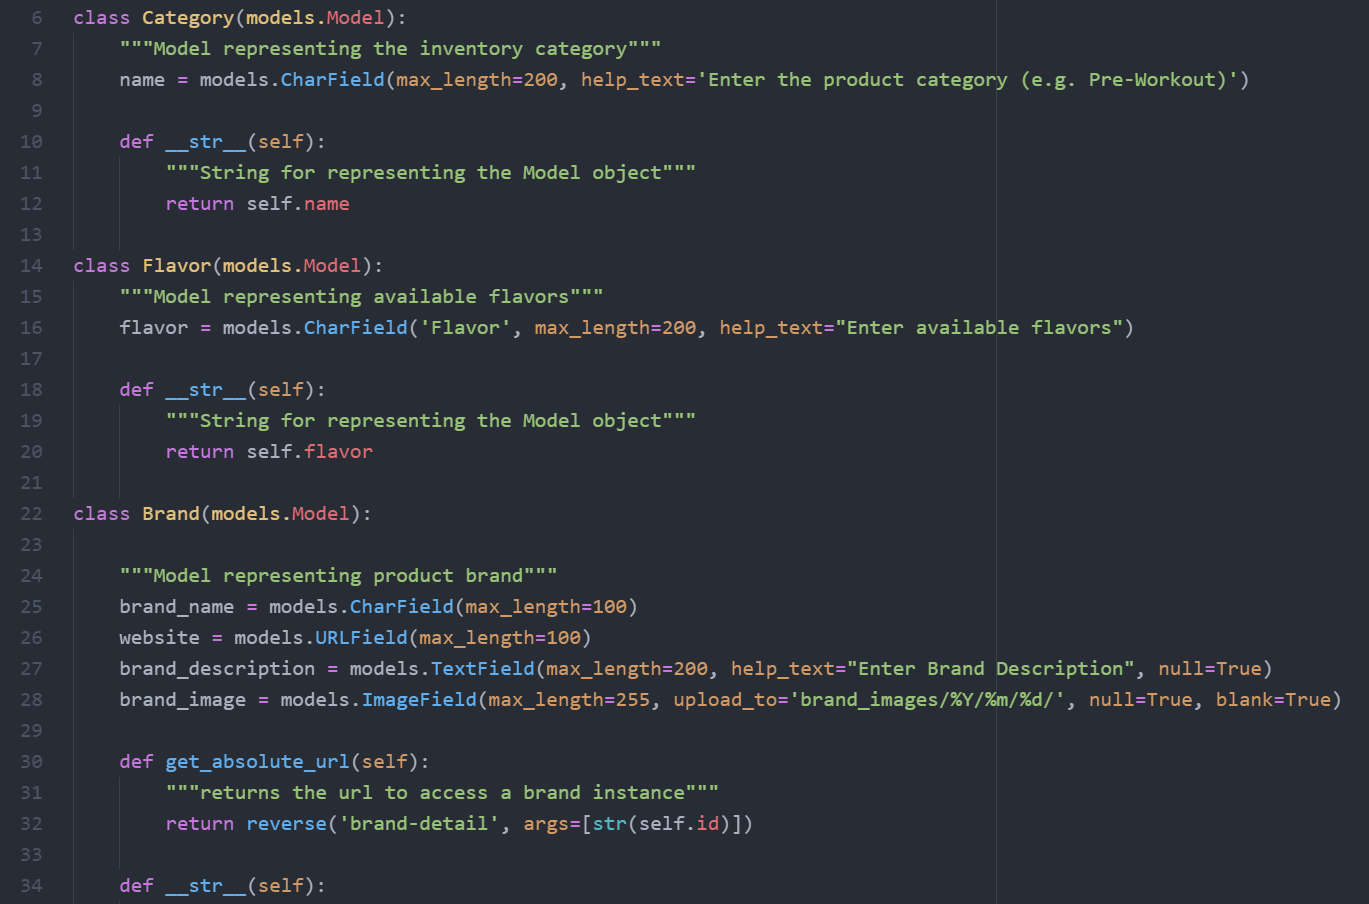 6 class Category(models.Model):
7     """Model representing the inventory category"""
8     name = models.CharField(max_length=200, help_text='Enter the product category (e.g. Pre-Workout)')
9
10     def __str__(self):
11         """String for representing the Model object"""
12         return self.name
13
14 class Flavor(models.Model):
15     """Model representing available flavors"""
16     flavor = models.CharField('Flavor', max_length=200, help_text="Enter available flavors")
17
18     def __str__(self):
19         """String for representing the Model object"""
20         return self.flavor
21
22 class Brand(models.Model):
23
24     """Model representing product brand"""
25     brand_name = models.CharField(max_length=100)
26     website = models.URLField(max_length=100)
27     brand_description = models.TextField(max_length=200, help_text="Enter Brand Description", null=True)
28     brand_image = models.ImageField(max_length=255, upload_to='brand_images/%Y/%m/%d/', null=True, blank=True)
29
30     def get_absolute_url(self):
31         """returns the url to access a brand instance"""
32         return reverse('brand-detail', args=[str(self.id)])
33
34     def __str__(self):